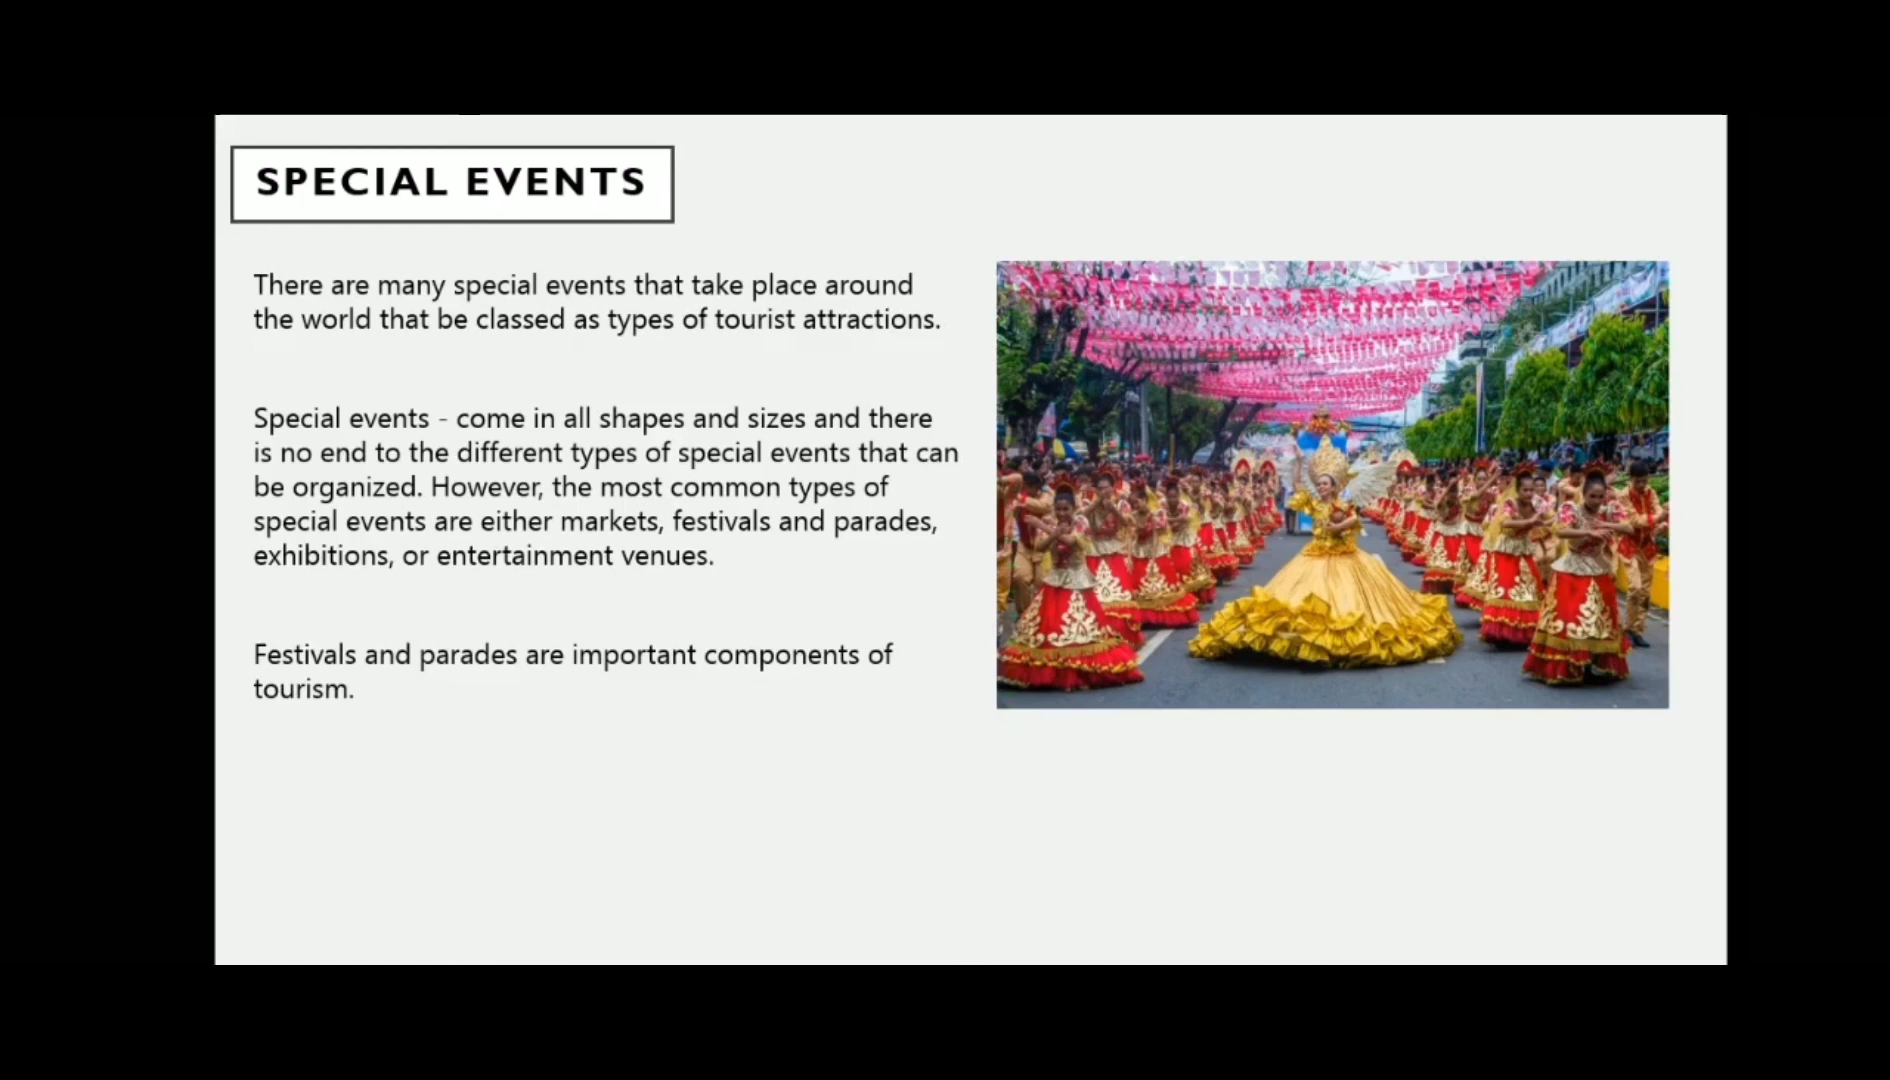 SPECIAL EVENTS
There are many special events that take place around
the world that be classed as types of tourist attractions.
Special events - come in all shapes and sizes and there
is no end to the different types of special events that can
be organized. However, the most common types of
special events are either markets, festivals and parades,
exhibitions, or entertainment venues.
Festivals and parades are important components of
tourism.